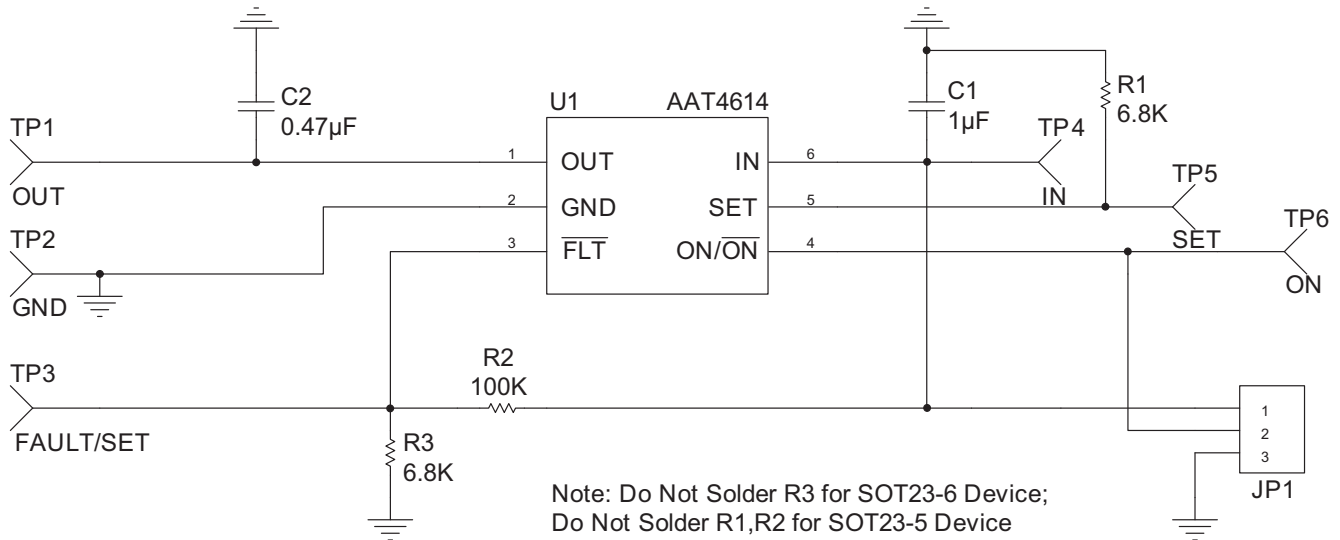 U1 AAT4614
C2
0.47µF
C1
1µF
R1
6.8K
TP1
OUT
TP2
GND
TP3
FAULT/SET
1 OUT
2 GND
3 FLT
IN 6
SET 5
ON/ON 4
TP4
IN
TP5
SET
TP6
ON
R2
100K
R3
6.8K
1
2
3
JP1
Note: Do Not Solder R3 for SOT23-6 Device;
Do Not Solder R1,R2 for SOT23-5 Device